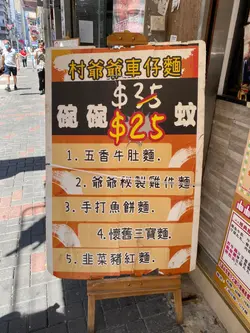 村爺爺車仔麵
$35
碗碗 $25 蚊
1. 五香牛肚麵.
2. 爺爺秘製雞件麵.
3. 手打魚餅麵.
4. 懷舊三寶麵.
5. 韭菜豬紅麵.